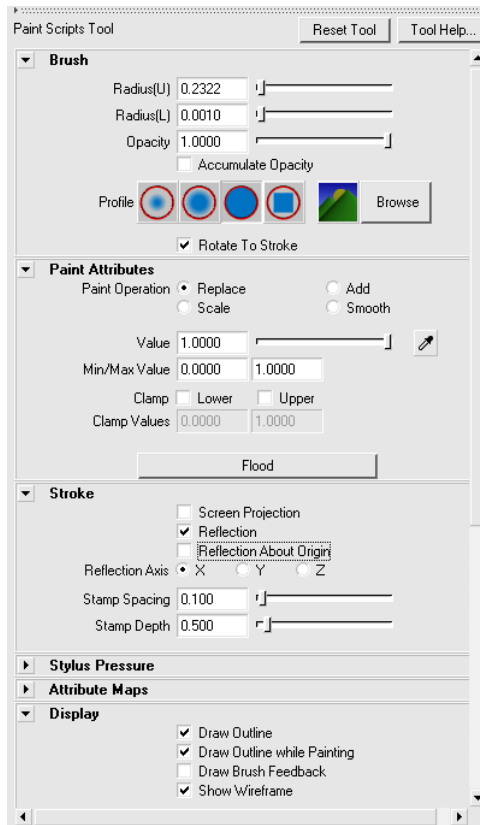 Paint Scripts Tool Reset Tool Tool Help...
Brush
Radius(U) 0.2322
Radius(L) 0.0010
Opacity 1.0000
Accumulate Opacity
Profile Browse
Rotate To Stroke
Paint Attributes
Paint Operation Replace Add
Scale Smooth
Value 1.0000
Min/Max Value 0.0000 1.0000
Clamp Lower Upper
Clamp Values 0.0000 1.0000
Flood
Stroke
Screen Projection
Reflection
Reflection About Origin
Reflection Axis X Y Z
Stamp Spacing 0.100
Stamp Depth 0.500
Stylus Pressure
Attribute Maps
Display
Draw Outline
Draw Outline while Painting
Draw Brush Feedback
Show Wireframe